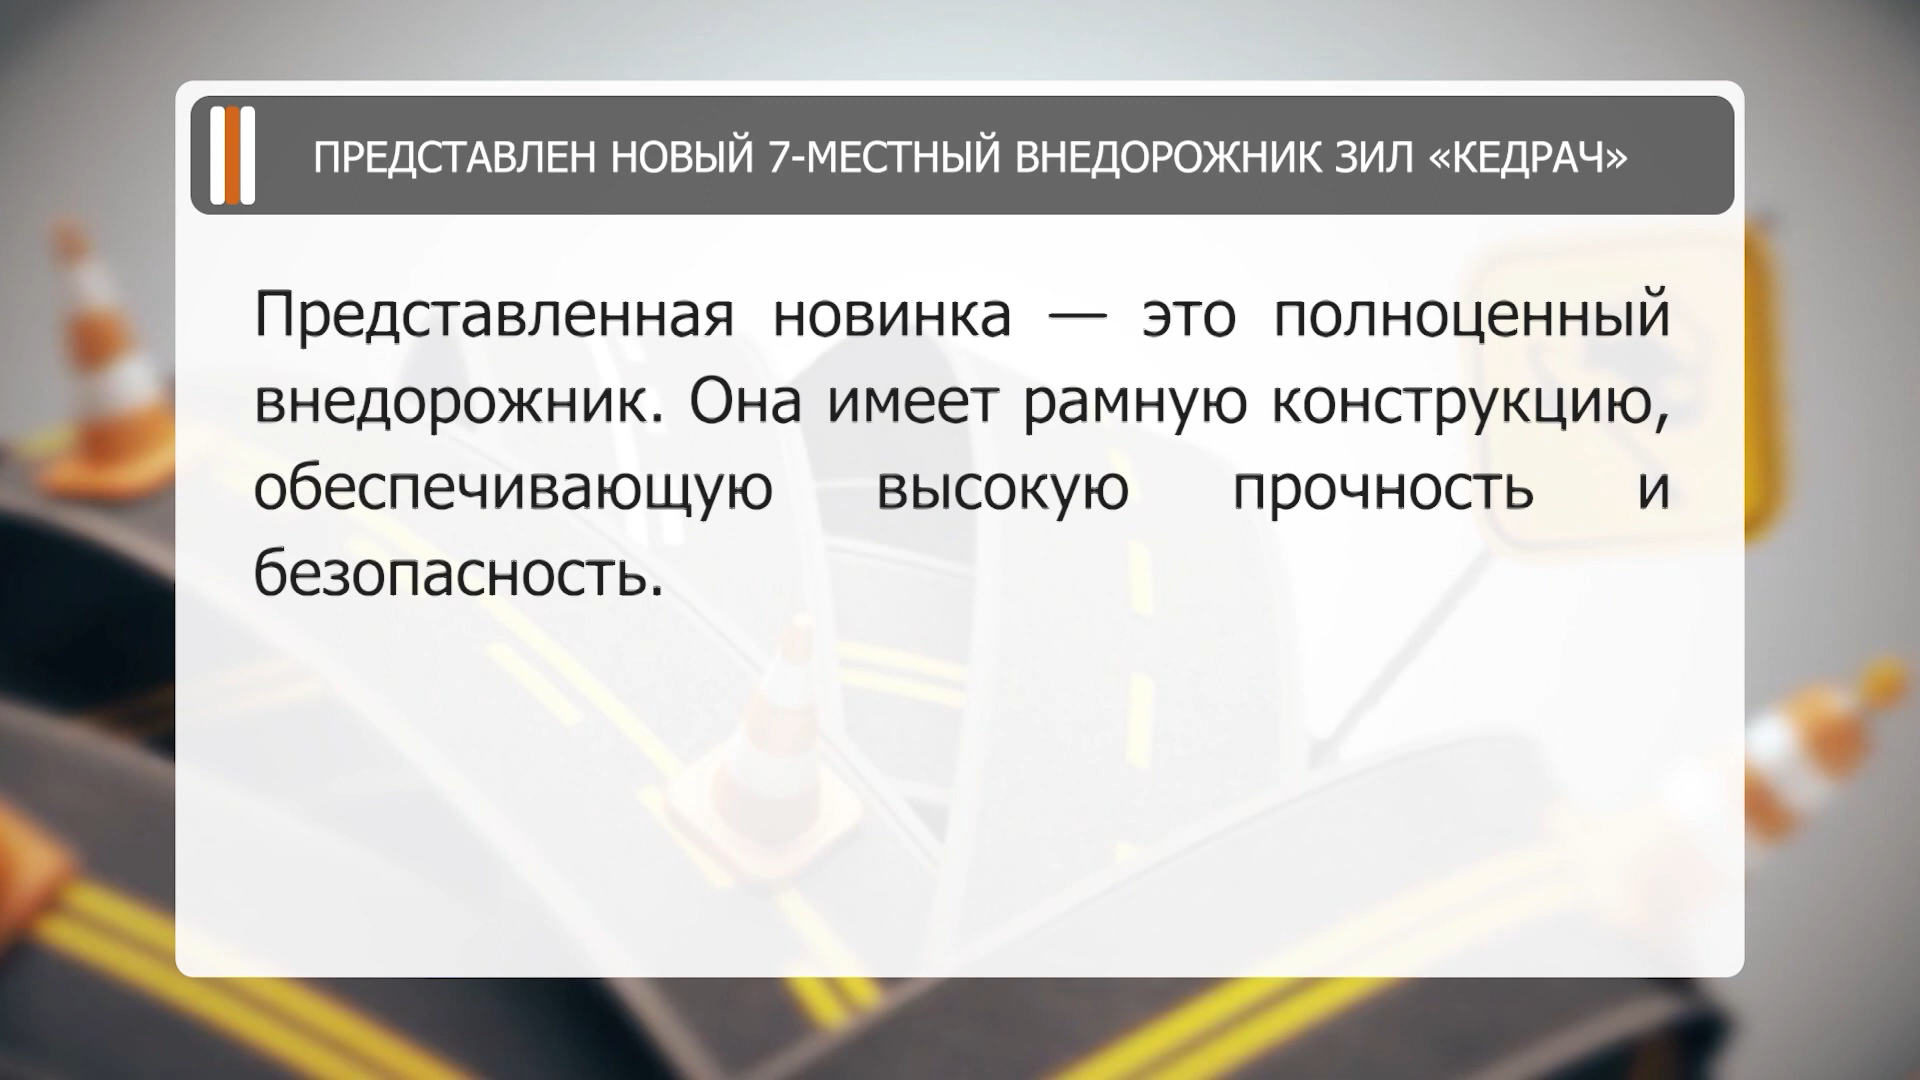 ПРЕДСТАВЛЕН НОВЫЙ 7-МЕСТНЫЙ ВНЕДОРОЖНИК ЗИЛ «КЕДРАЧ»
Представленная новинка — это полноценный
внедорожник. Она имеет рамную конструкцию,
обеспечивающую высокую прочность и
безопасность.